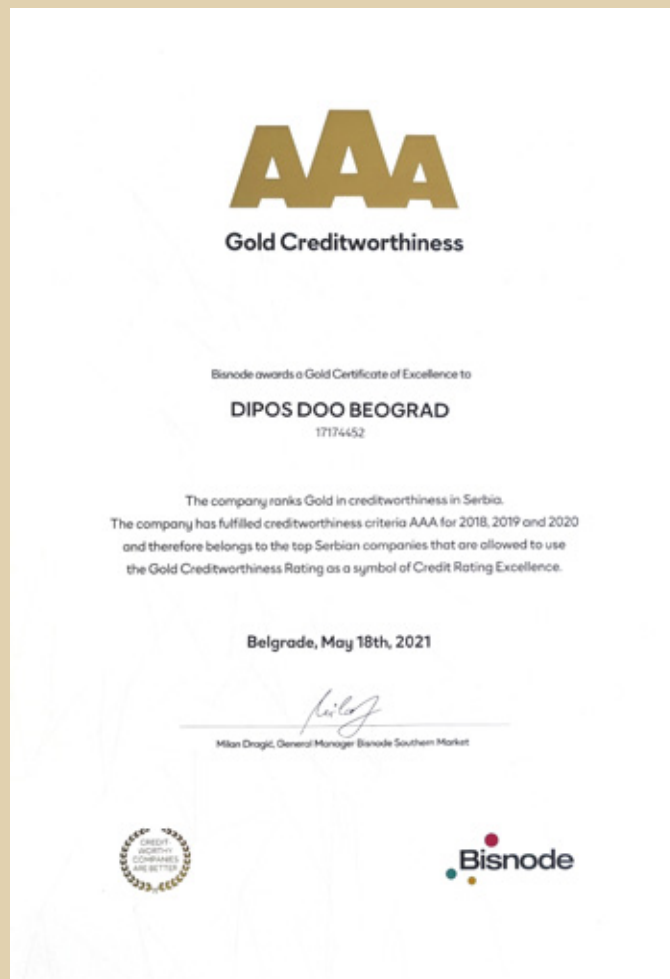 AAA
Gold Creditworthiness
Bisnode awards a Gold Certificate of Excellence to
DIPOS DOO BEOGRAD
17174452
The company ranks Gold in creditworthiness in Serbia.
The company has fulfilled creditworthiness criteria AAA for 2018, 2019 and 2020
and therefore belongs to the top Serbian companies that are allowed to use
the Gold Creditworthiness Rating as a symbol of Credit Rating Excellence.
Belgrade, May 18th, 2021
Milan Dragić, General Manager Bisnode Southern Market
CREDIT-
WORTHY
COMPANIES
ARE BETTER
Bisnode